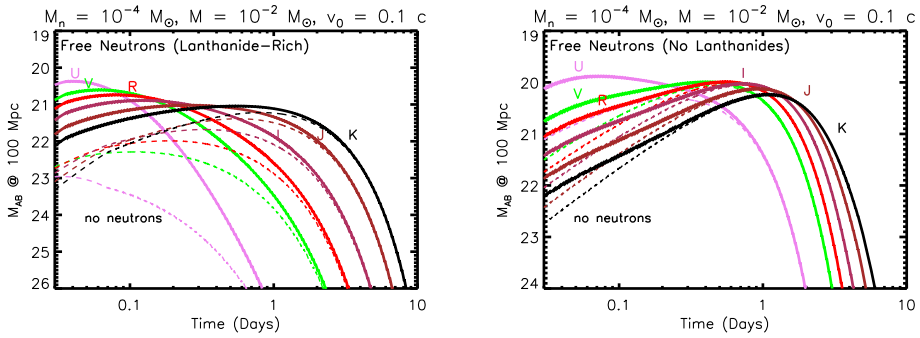 M_n = 10^-4 M_⊙, M = 10^-2 M_⊙, v_0 = 0.1 c
Free Neutrons (Lanthanide-Rich)
U
V
R
I
J
K
no neutrons
19
20
21
22
23
24
25
26
M_AB @ 100 Mpc
0.1
1
10
Time (Days)
M_n = 10^-4 M_⊙, M = 10^-2 M_⊙, v_0 = 0.1 c
Free Neutrons (No Lanthanides)
U
V
R
I
J
K
no neutrons
19
20
21
22
23
24
M_AB @ 100 Mpc
0.1
1
10
Time (Days)